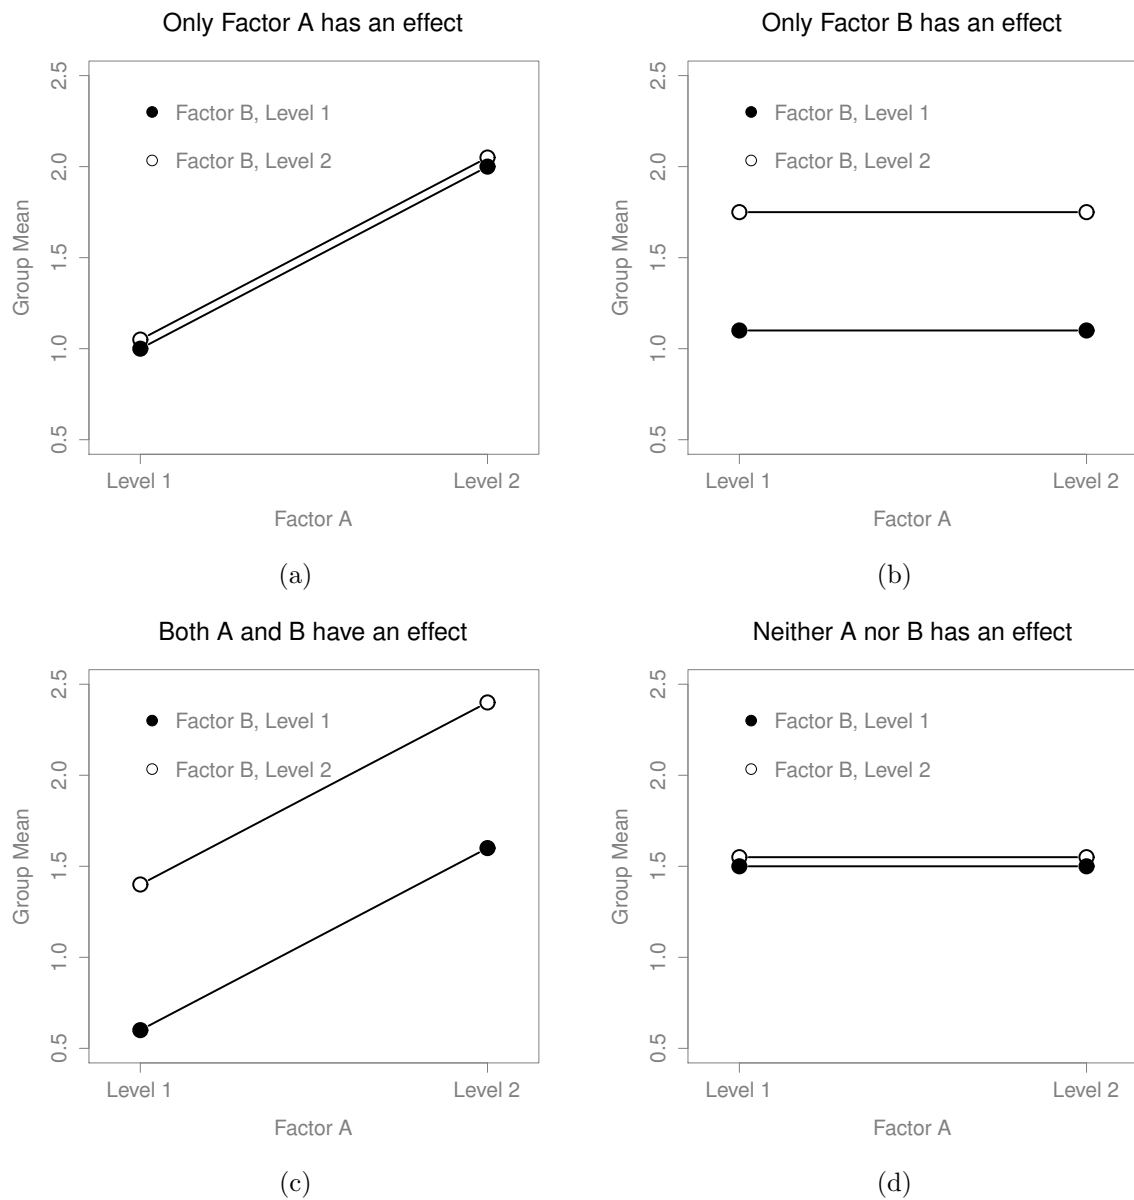 Only Factor A has an effect
Group Mean
2.5
2.0
1.5
1.0
0.5
Factor B, Level 1
Factor B, Level 2
Level 1
Level 2
Factor A
(a)
Only Factor B has an effect
Group Mean
2.5
2.0
1.5
1.0
0.5
Factor B, Level 1
Factor B, Level 2
Level 1
Level 2
Factor A
(b)
Both A and B have an effect
Group Mean
2.5
2.0
1.5
1.0
0.5
Factor B, Level 1
Factor B, Level 2
Level 1
Level 2
Factor A
(c)
Neither A nor B has an effect
Group Mean
2.5
2.0
1.5
1.0
0.5
Factor B, Level 1
Factor B, Level 2
Level 1
Level 2
Factor A
(d)